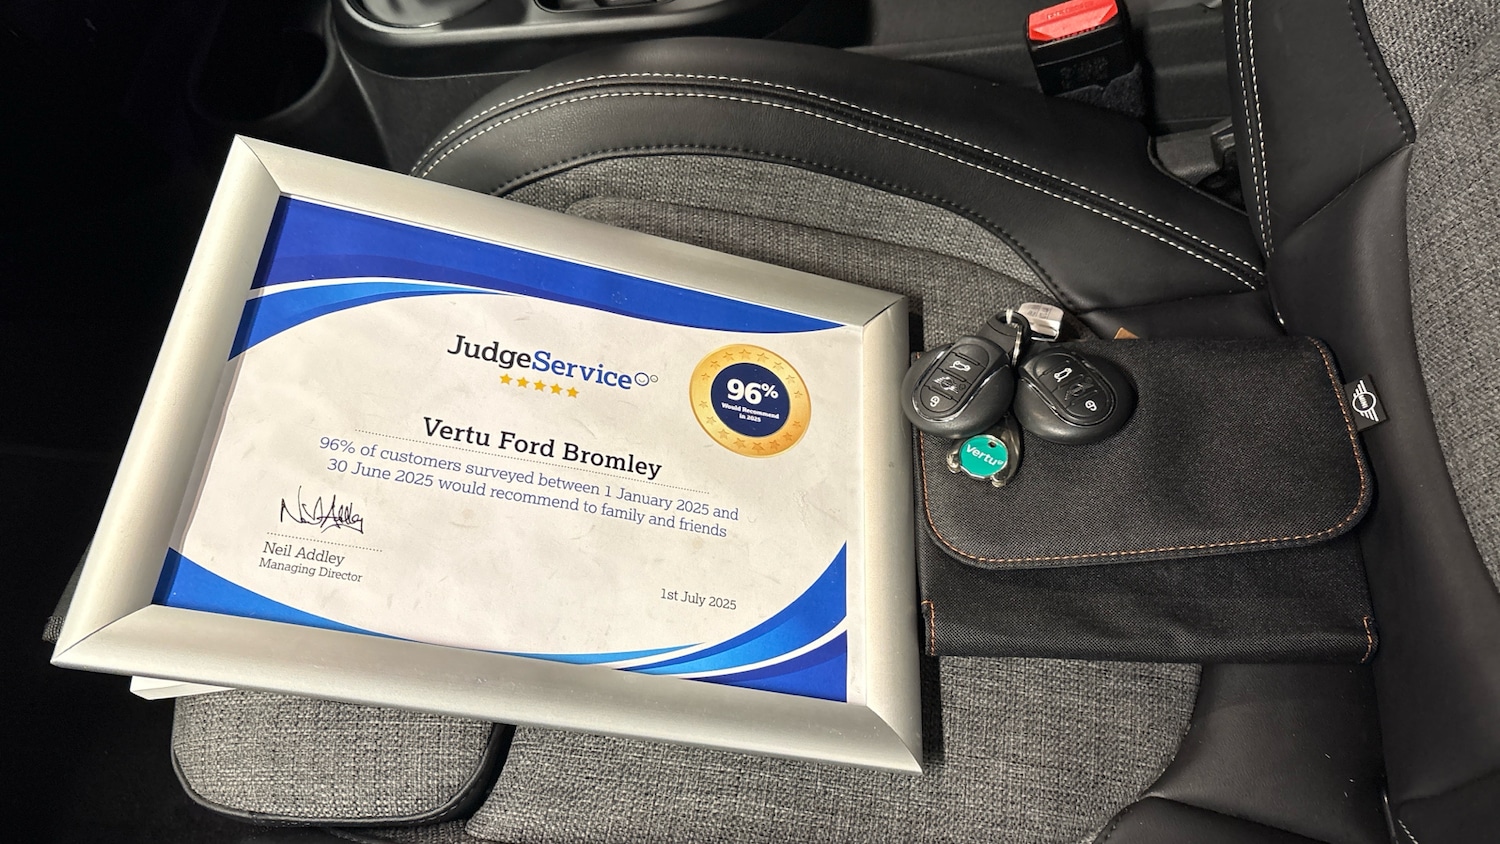 JudgeService
96%
Would Recommend
in 2025
Vertu Ford Bromley
96% of customers surveyed between 1 January 2025 and
30 June 2025 would recommend to family and friends
Neil Addley
Managing Director
1st July 2025
vertu
PRESS